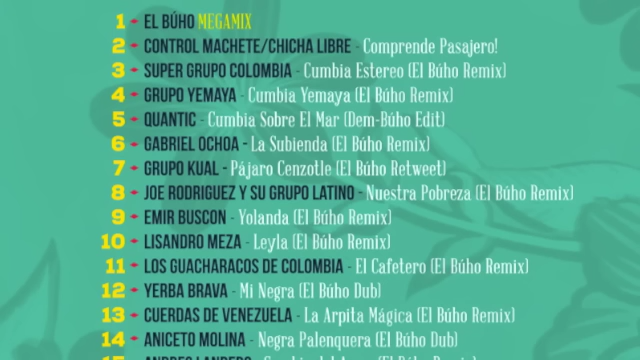 1 EL BÚHO MEGAMIX
2 CONTROL MACHETE/CHICHA LIBRE - Comprende Pasajero!
3 SUPER GRUPO COLOMBIA - Cumbia Estereo (El Búho Remix)
4 GRUPO YEMAYA - Cumbia Yemaya (El Búho Remix)
5 QUANTIC - Cumbia Sobre El Mar (Dem-Búho Edit)
6 GABRIEL OCHOA - La Subienda (El Búho Remix)
7 GRUPO KUAL - Pájaro Cenzotle (El Búho Retweet)
8 JOE RODRIGUEZ Y SU GRUPO LATINO - Nuestra Pobreza (El Búho Remix)
9 EMIR BUSCON - Yolanda (El Búho Remix)
10 LISANDRO MEZA - Leyla (El Búho Remix)
11 LOS GUACHARACOS DE COLOMBIA - El Cafetero (El Búho Remix)
12 YERBA BRAVA - Mi Negra (El Búho Dub)
13 CUERDAS DE VENEZUELA - La Arpita Mágica (El Búho Remix)
14 ANICETO MOLINA - Negra Palenquera (El Búho Dub)